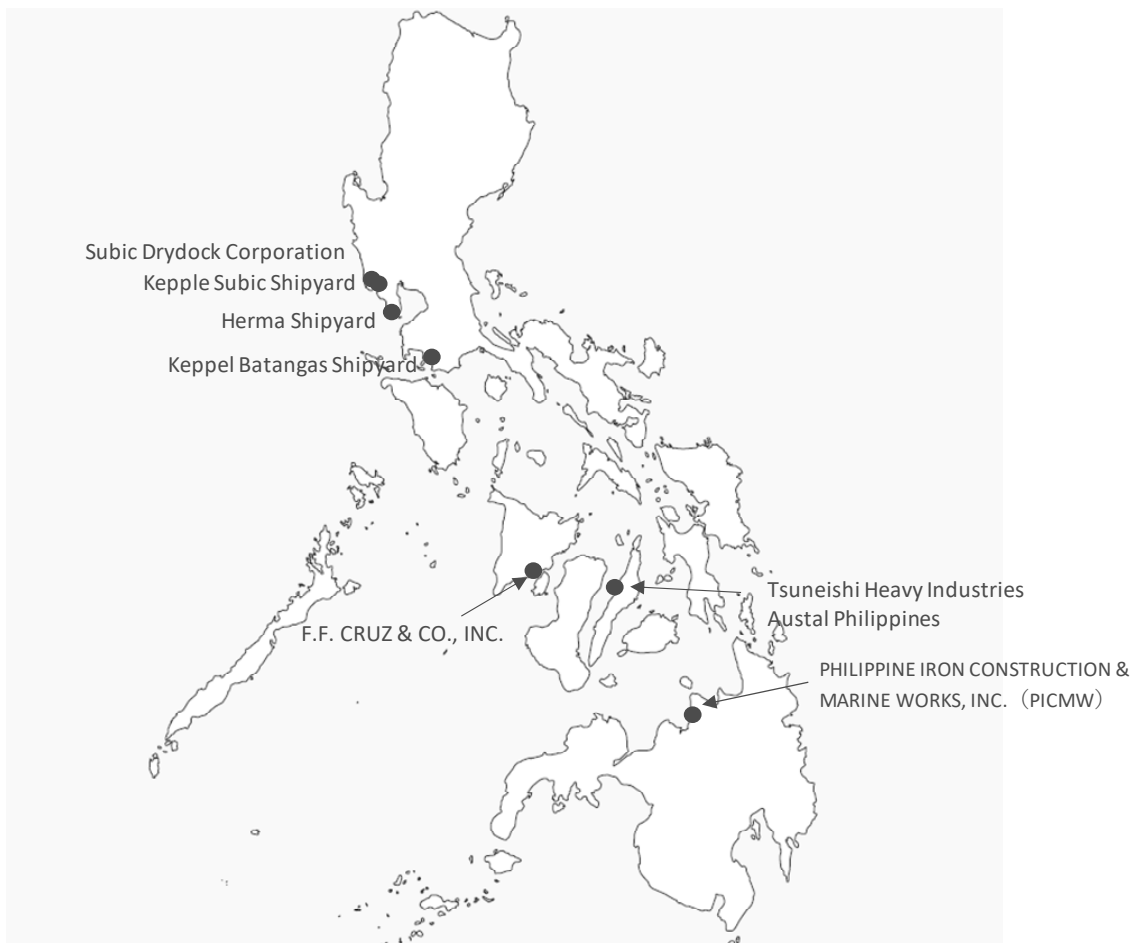 Subic Drydock Corporation
Kepple Subic Shipyard
Herma Shipyard
Keppel Batangas Shipyard
F.F. CRUZ & CO., INC.
Tsuneishi Heavy Industries
Austal Philippines
PHILIPPINE IRON CONSTRUCTION &
MARINE WORKS, INC.（PICMW）